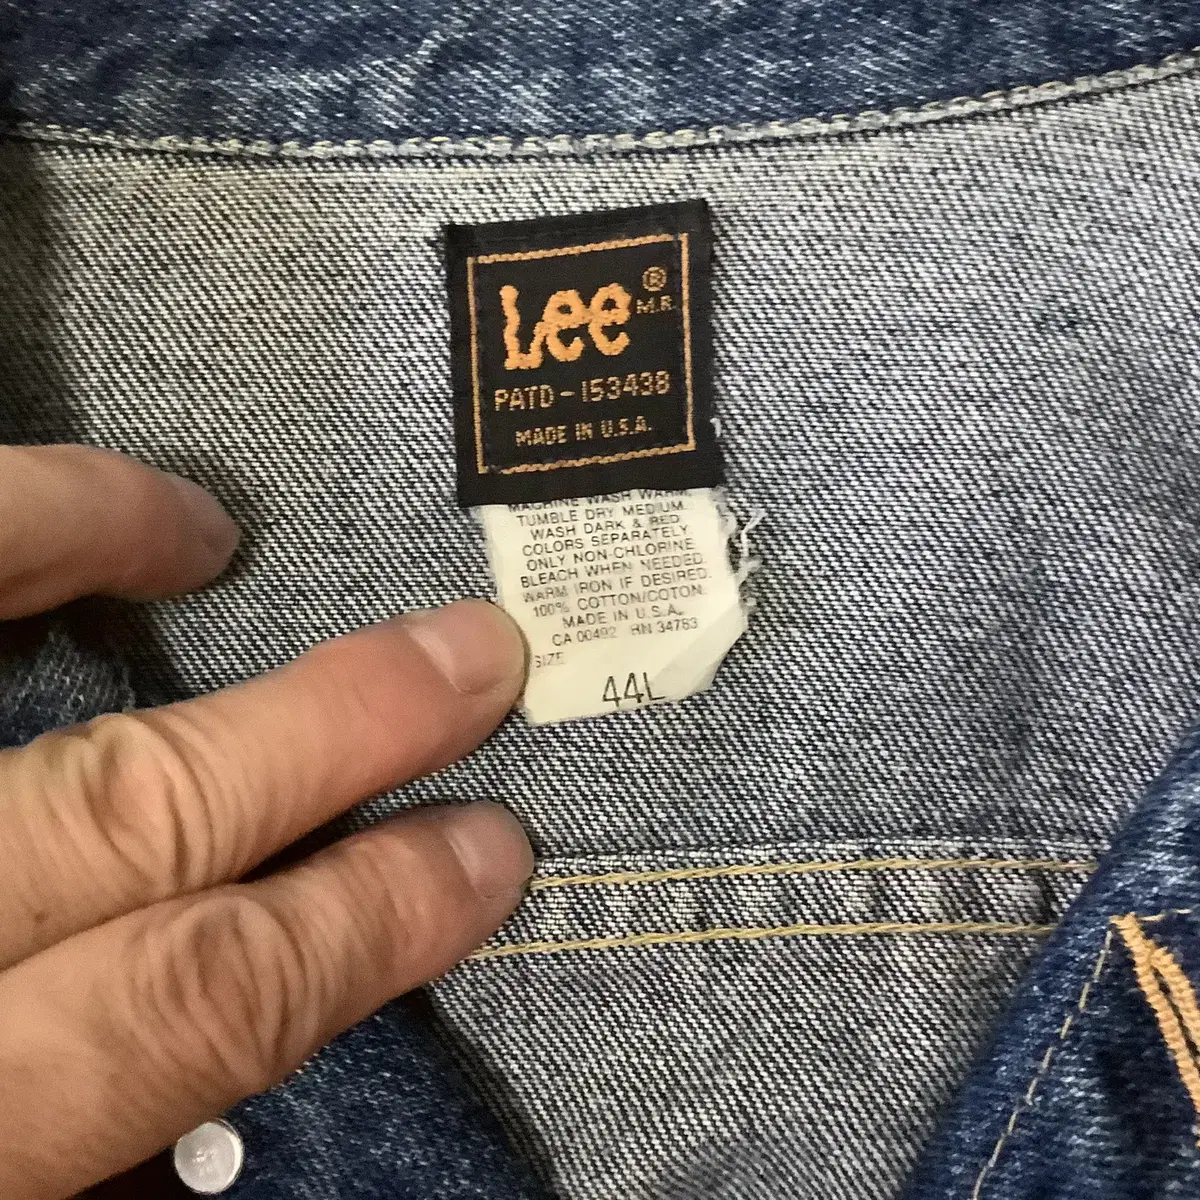 Lee®
M.R.
PATD-153438
MADE IN U.S.A.
MACHINE WASH WARM.
TUMBLE DRY MEDIUM.
WASH DARK & RED
COLORS SEPARATELY.
ONLY NON-CHLORINE
BLEACH WHEN NEEDED.
WARM IRON IF DESIRED.
100% COTTON/COTON.
MADE IN U.S.A.
CA 00492 RN 34783
SIZE
44L